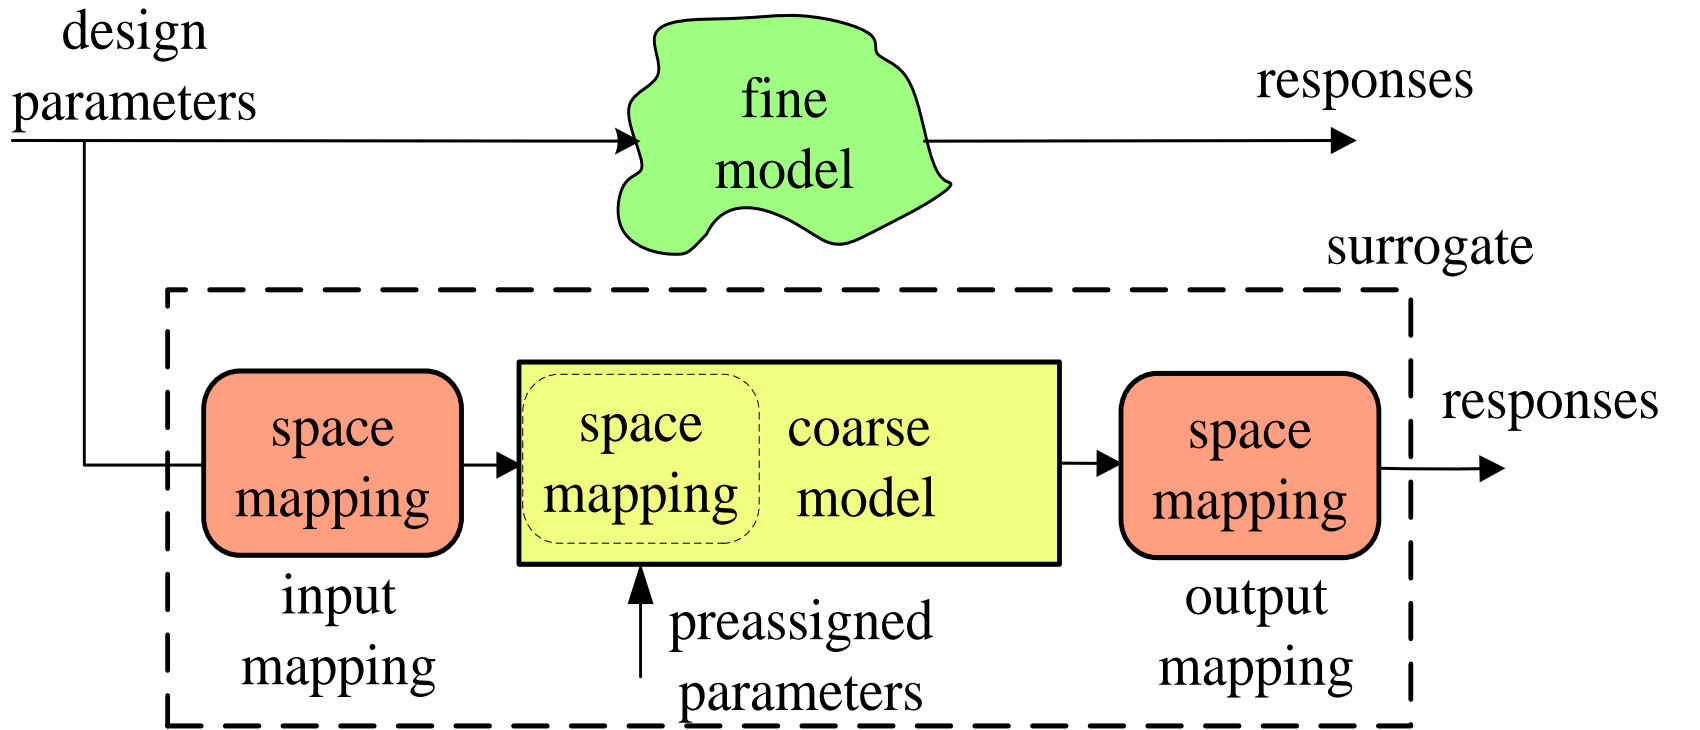 design
parameters
fine
model
responses
surrogate
space
mapping
space
mapping
coarse
model
space
mapping
responses
input
mapping
preassigned
parameters
output
mapping